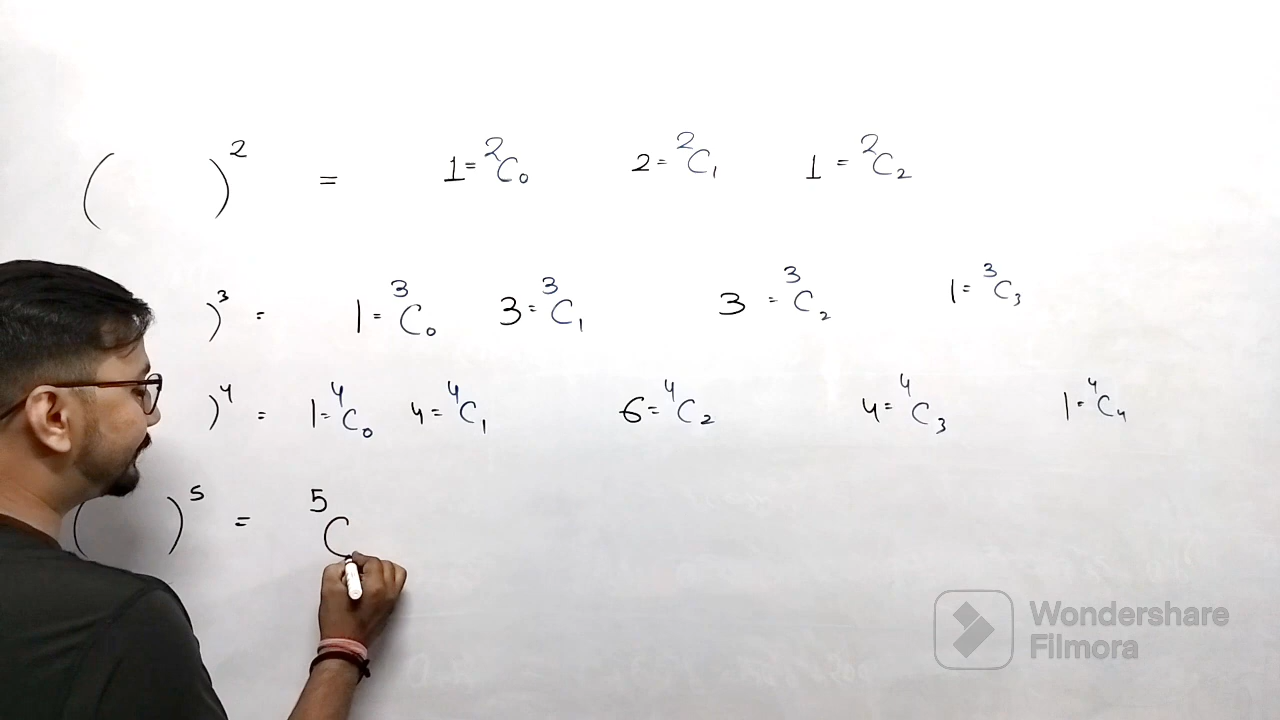 ( )² = 1 = ²C₀ 2 = ²C₁ 1 = ²C₂
)³ = 1 = ³C₀ 3 = ³C₁ 3 = ³C₂ 1 = ³C₃
)⁴ = 1 = ⁴C₀ 4 = ⁴C₁ 6 = ⁴C₂ 4 = ⁴C₃ 1 = ⁴C₄
( )⁵ = ⁵C
Wondershare
Filmora